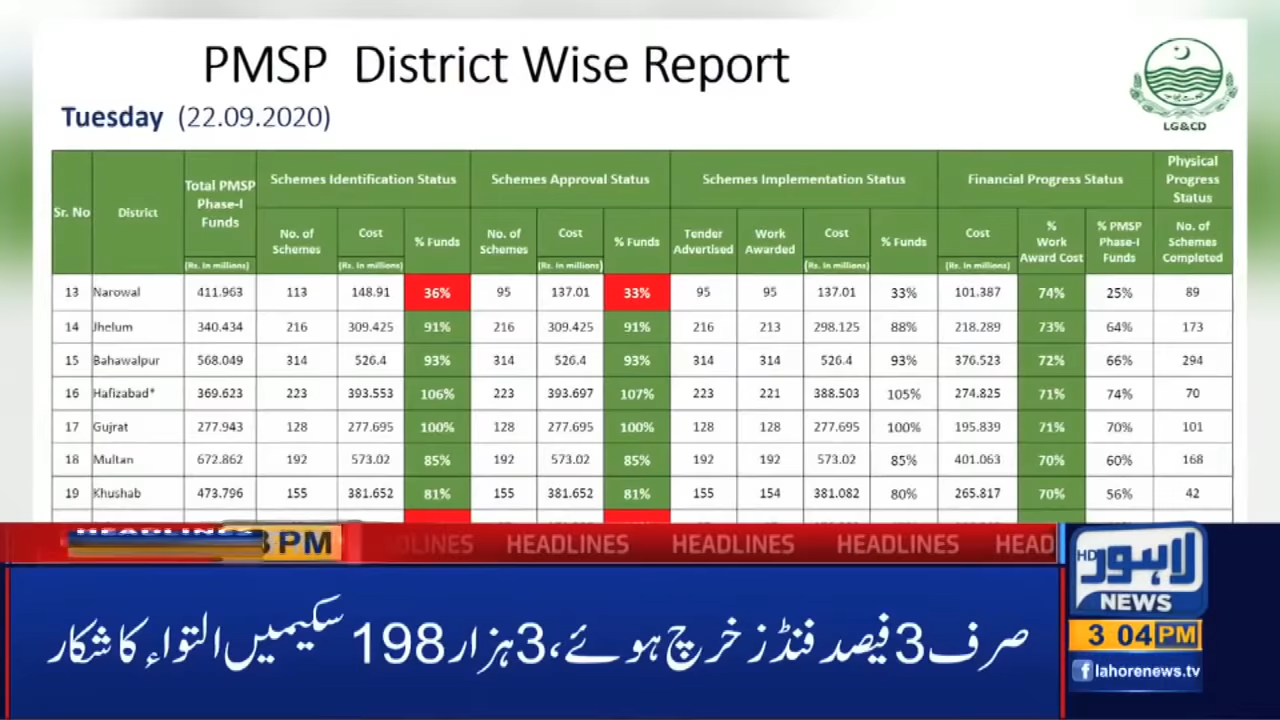 PMSP District Wise Report
Tuesday (22.09.2020)
LG&CD
Sr. No District Total PMSP Phase-I Funds (Rs. In millions) Schemes Identification Status Schemes Approval Status Schemes Implementation Status Financial Progress Status Physical Progress Status
No. of Schemes Cost (Rs. In millions) % Funds No. of Schemes Cost (Rs. In millions) % Funds Tender Advertised Work Awarded Cost (Rs. In millions) % Funds Cost (Rs. In millions) % Work Award Cost % PMSP Phase-I Funds No. of Schemes Completed
13 Narowal 411.963 113 148.91 36% 95 137.01 33% 95 95 137.01 33% 101.387 74% 25% 89
14 Jhelum 340.434 216 309.425 91% 216 309.425 91% 216 213 298.125 88% 218.289 73% 64% 173
15 Bahawalpur 568.049 314 526.4 93% 314 526.4 93% 314 314 526.4 93% 376.523 72% 66% 294
16 Hafizabad* 369.623 223 393.553 106% 223 393.697 107% 223 221 388.503 105% 274.825 71% 74% 70
17 Gujrat 277.943 128 277.695 100% 128 277.695 100% 128 128 277.695 100% 195.839 71% 70% 101
18 Multan 672.862 192 573.02 85% 192 573.02 85% 192 192 573.02 85% 401.063 70% 60% 168
19 Khushab 473.796 155 381.652 81% 155 381.652 81% 155 154 381.082 80% 265.817 70% 56% 42
HEADLINES PM HEADLINES HEADLINES HEADLINES HEAD
صرف 3 فیصد فنڈز خرچ ہوئے، 3 ہزار 198 سکیمیں التواء کا شکار
لاہور HD
NEWS
3 04 PM
lahorenews.tv